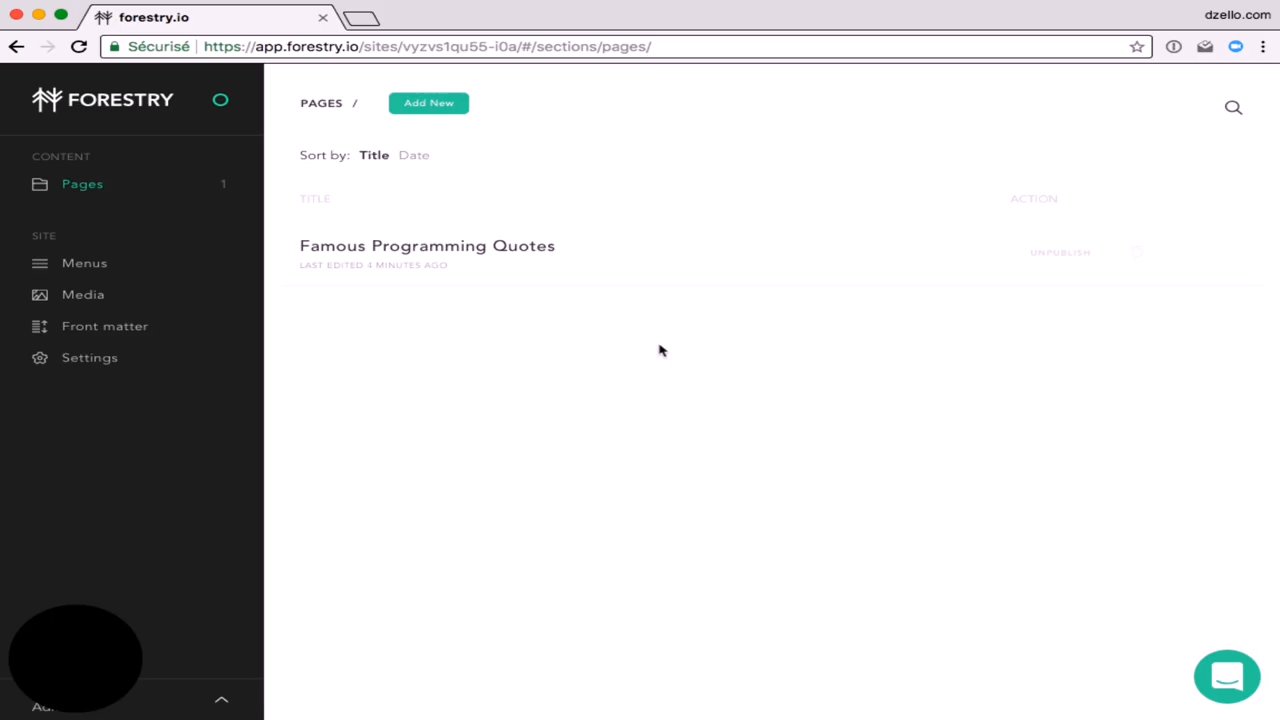 forestry.io
dzello.com
Sécurisé https://app.forestry.io/sites/vyzvs1qu55-i0a/#/sections/pages/
FORESTRY
CONTENT
Pages 1
SITE
Menus
Media
Front matter
Settings
PAGES / Add New
Sort by: Title Date
TITLE ACTION
Famous Programming Quotes
LAST EDITED 4 MINUTES AGO
UNPUBLISH